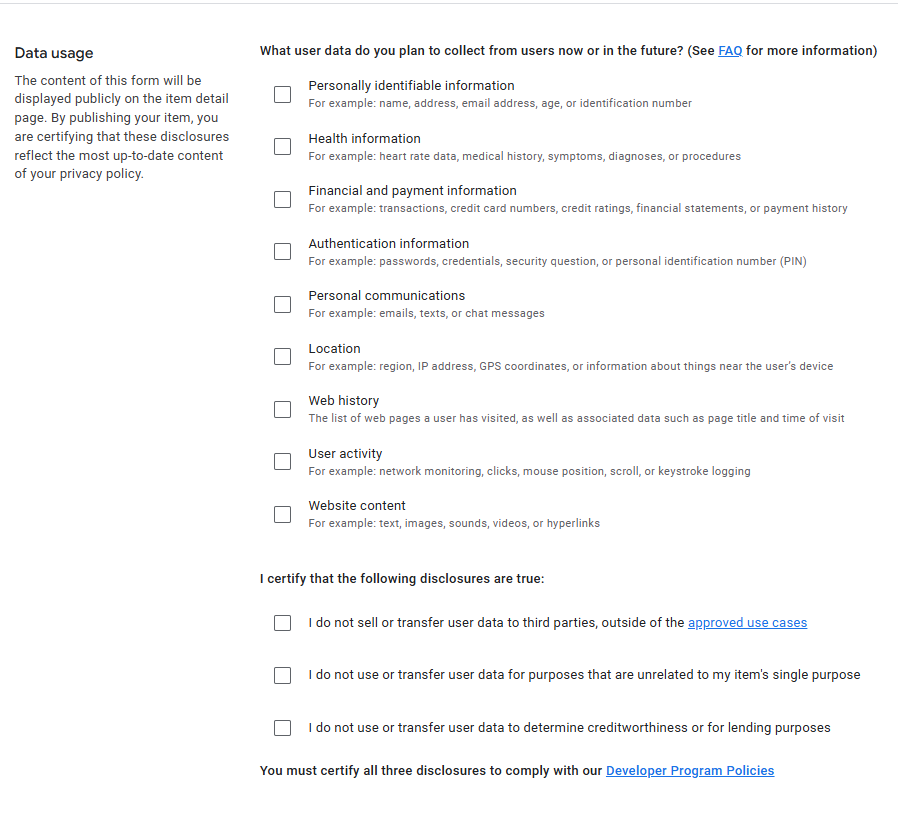 Data usage
The content of this form will be
displayed publicly on the item detail
page. By publishing your item, you
are certifying that these disclosures
reflect the most up-to-date content
of your privacy policy.
What user data do you plan to collect from users now or in the future? (See FAQ for more information)
Personally identifiable information
For example: name, address, email address, age, or identification number
Health information
For example: heart rate data, medical history, symptoms, diagnoses, or procedures
Financial and payment information
For example: transactions, credit card numbers, credit ratings, financial statements, or payment history
Authentication information
For example: passwords, credentials, security question, or personal identification number (PIN)
Personal communications
For example: emails, texts, or chat messages
Location
For example: region, IP address, GPS coordinates, or information about things near the user’s device
Web history
The list of web pages a user has visited, as well as associated data such as page title and time of visit
User activity
For example: network monitoring, clicks, mouse position, scroll, or keystroke logging
Website content
For example: text, images, sounds, videos, or hyperlinks
I certify that the following disclosures are true:
I do not sell or transfer user data to third parties, outside of the approved use cases
I do not use or transfer user data for purposes that are unrelated to my item's single purpose
I do not use or transfer user data to determine creditworthiness or for lending purposes
You must certify all three disclosures to comply with our Developer Program Policies